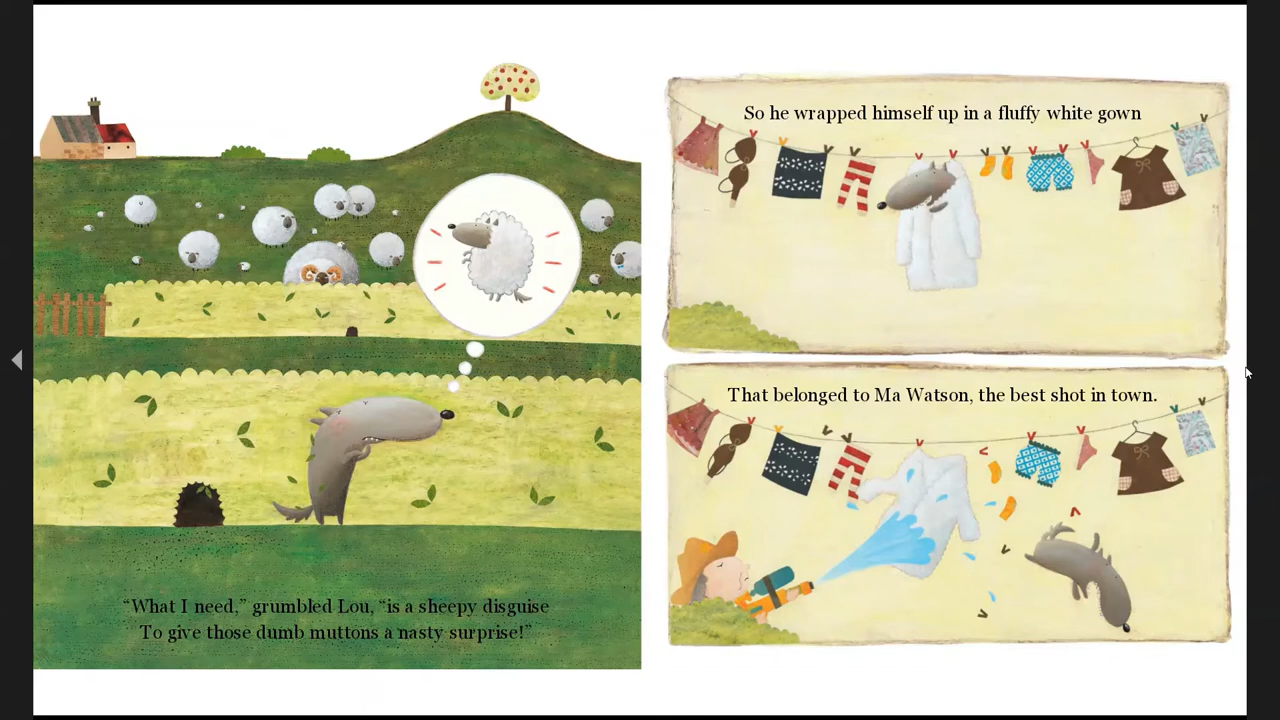 “What I need,” grumbled Lou, “is a sheepy disguise
To give those dumb muttons a nasty surprise!”
So he wrapped himself up in a fluffy white gown
That belonged to Ma Watson, the best shot in town.